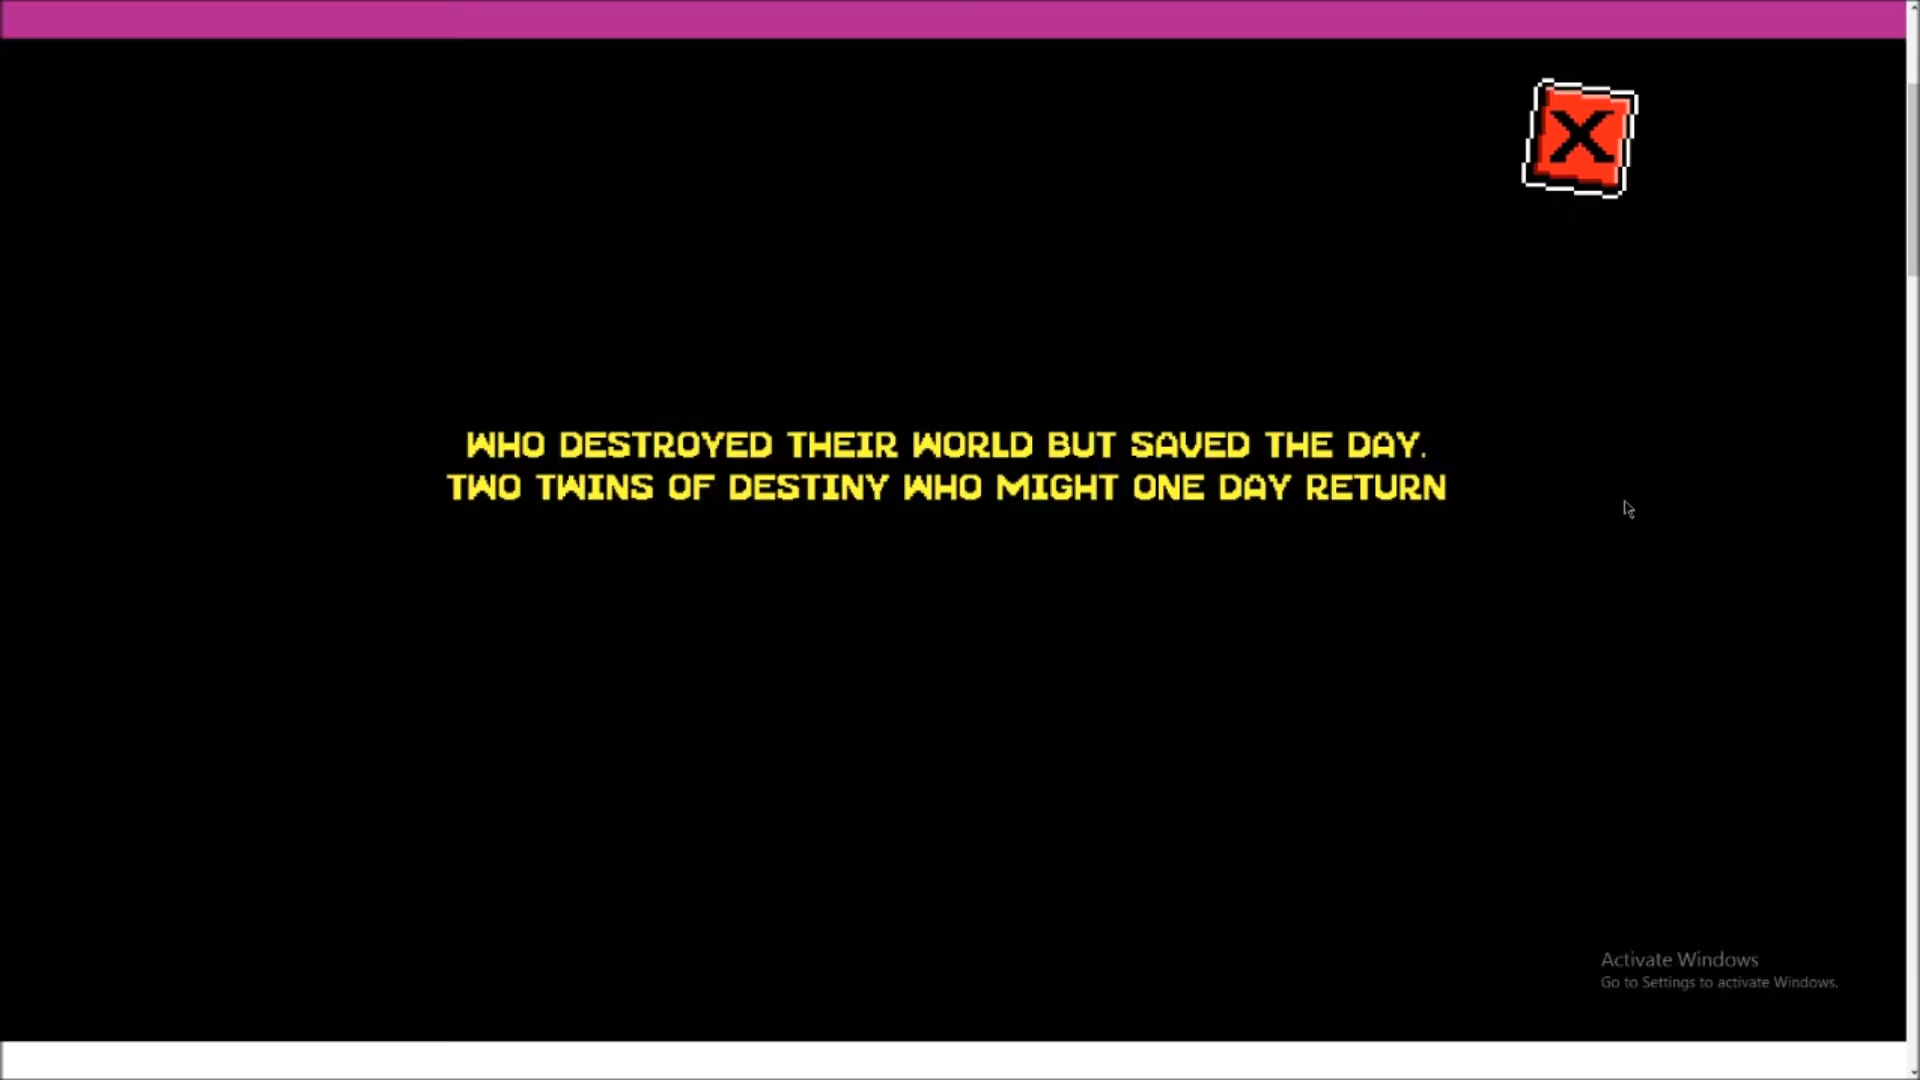 X
WHO DESTROYED THEIR WORLD BUT SAVED THE DAY.
TWO TWINS OF DESTINY WHO MIGHT ONE DAY RETURN
Activate Windows
Go to Settings to activate Windows.